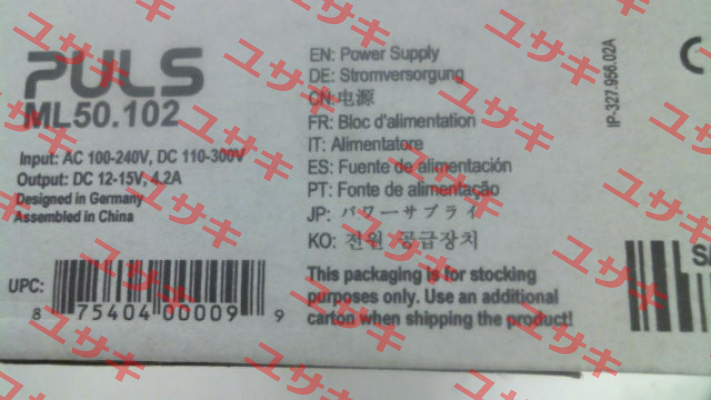 PULS
ML50.102
Input: AC 100-240V, DC 110-300V
Output: DC 12-15V, 4.2A
Designed in Germany
Assembled in China
UPC:
8 75404 00009 9
EN: Power Supply
DE: Stromversorgung
CN:电源
FR: Bloc d'alimentation
IT: Alimentatore
ES: Fuente de alimentación
PT: Fonte de alimentação
JP: パワーサプライ
KO: 전원 공급장치
This packaging is for stocking
purposes only. Use an additional
carton when shipping the product!
IP-327.956.02A
ユサキ